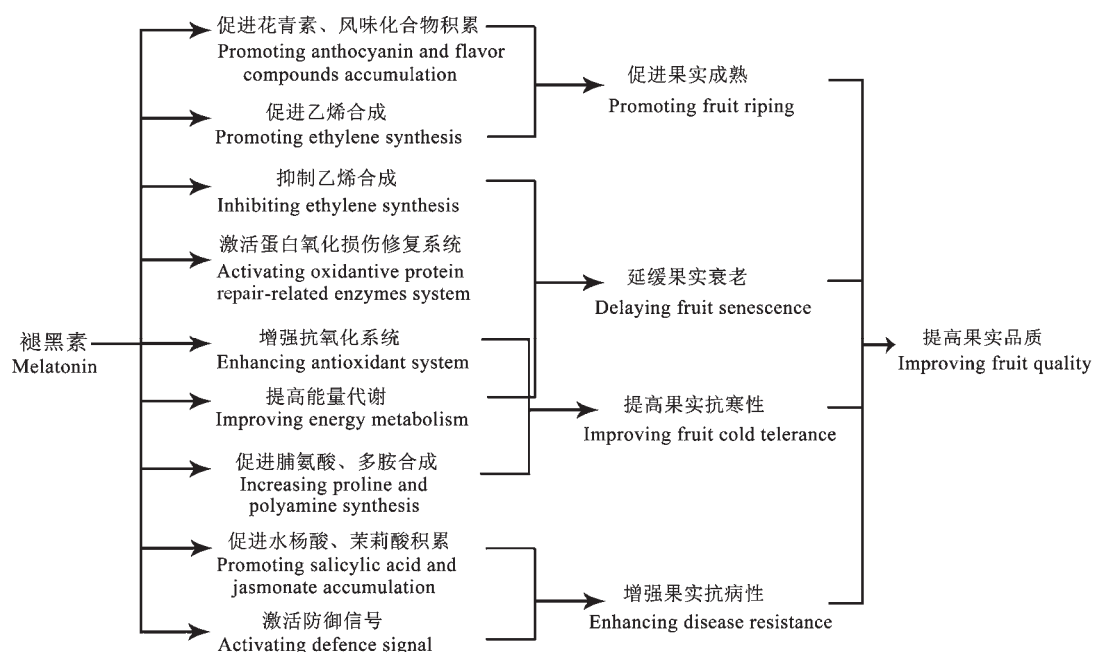 褪黑素
Melatonin
促进花青素、风味化合物积累
Promoting anthocyanin and flavor
compounds accumulation
促进乙烯合成
Promoting ethylene synthesis
抑制乙烯合成
Inhibiting ethylene synthesis
激活蛋白氧化损伤修复系统
Activating oxidantive protein
repair-related enzymes system
增强抗氧化系统
Enhancing antioxidant system
提高能量代谢
Improving energy metabolism
促进脯氨酸、多胺合成
Increasing proline and
polyamine synthesis
促进水杨酸、茉莉酸积累
Promoting salicylic acid and
jasmonate accumulation
激活防御信号
Activating defence signal
促进果实成熟
Promoting fruit riping
延缓果实衰老
Delaying fruit senescence
提高果实抗寒性
Improving fruit cold telerance
增强果实抗病性
Enhancing disease resistance
提高果实品质
Improving fruit quality